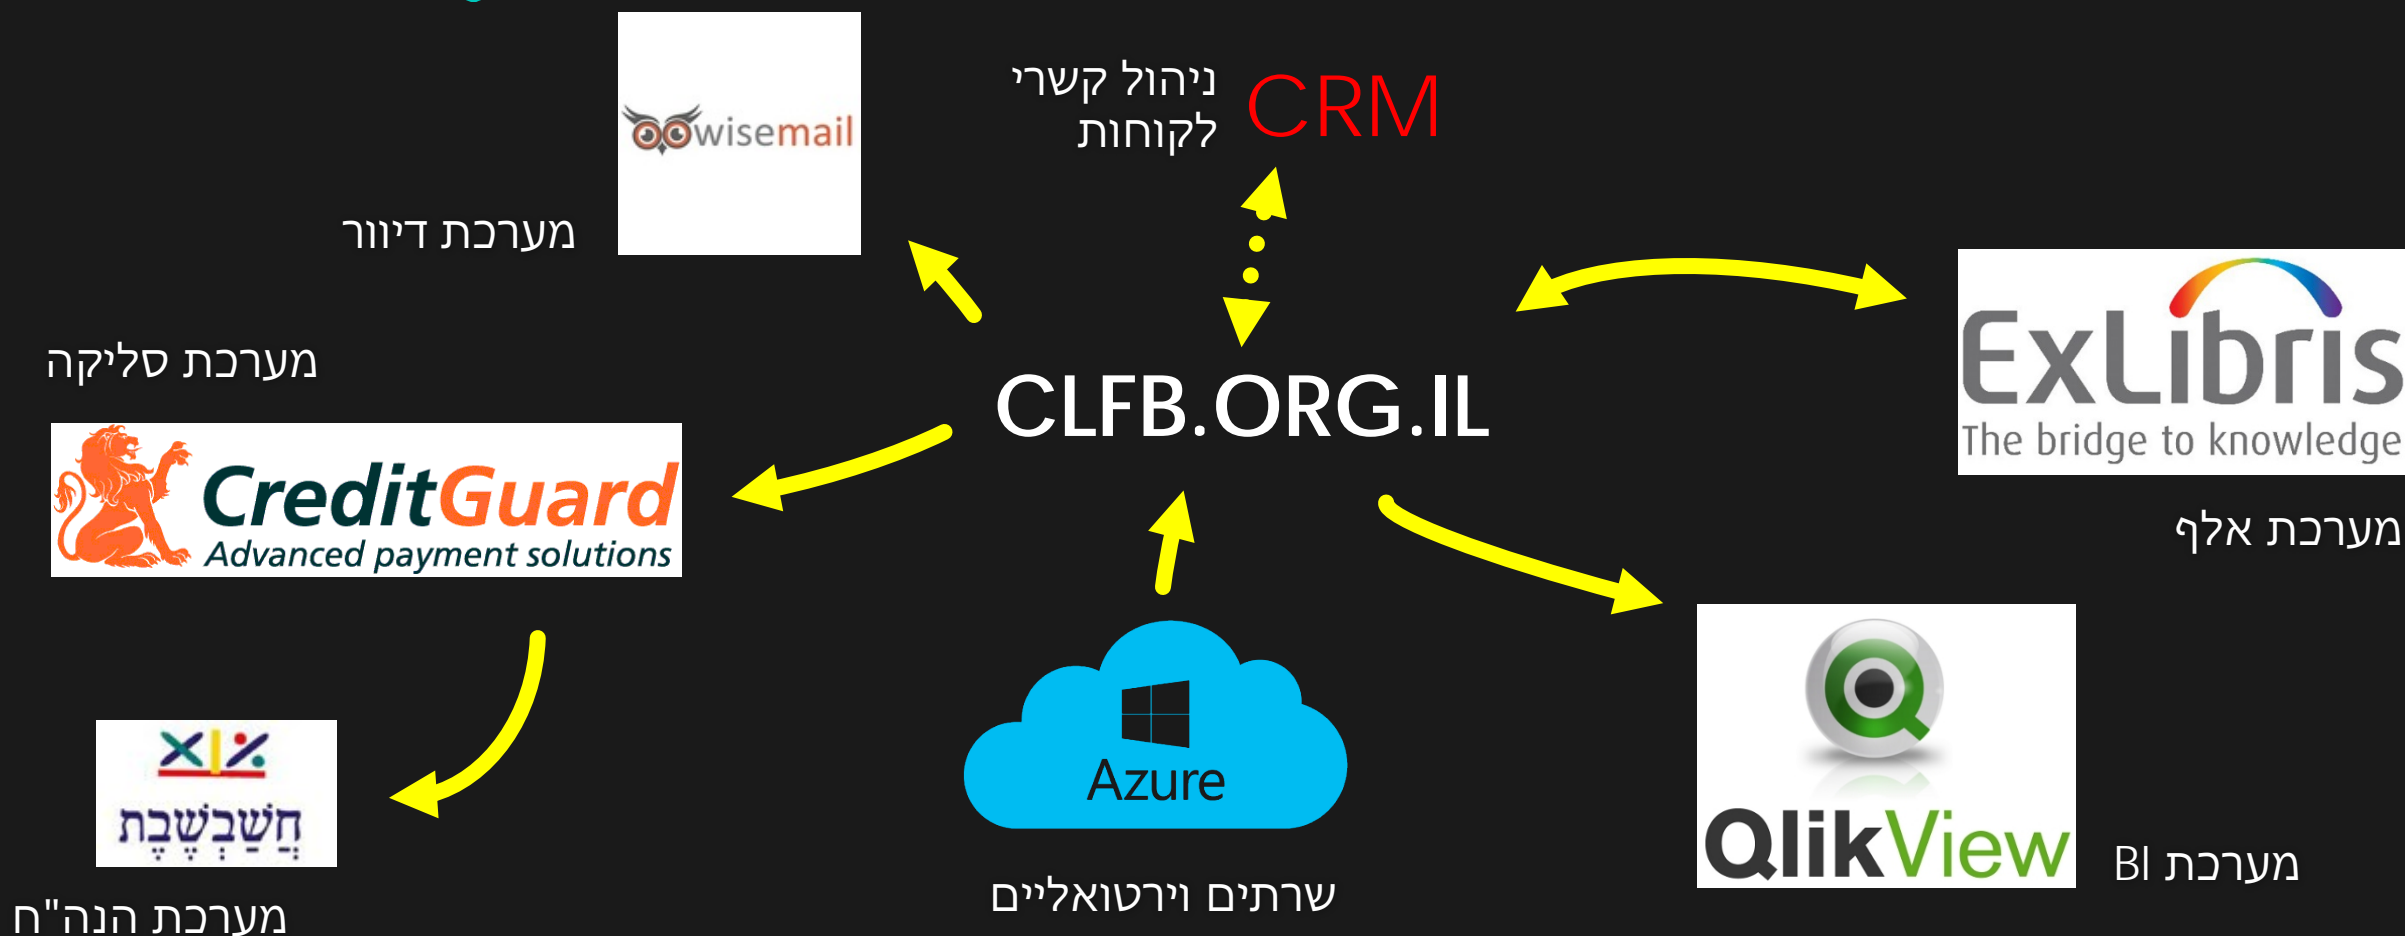 wisemail
ניהול קשרי
לקוחות
CRM
מערכת דיוור
ExLibris
The bridge to knowledge
מערכת סליקה
CLFB.ORG.IL
CreditGuard
Advanced payment solutions
מערכת אלף
Azure
חֲשַׁבְשֶׁבֶת
QlikView
מערכת BI
שרתים וירטואליים
מערכת הנה"ח